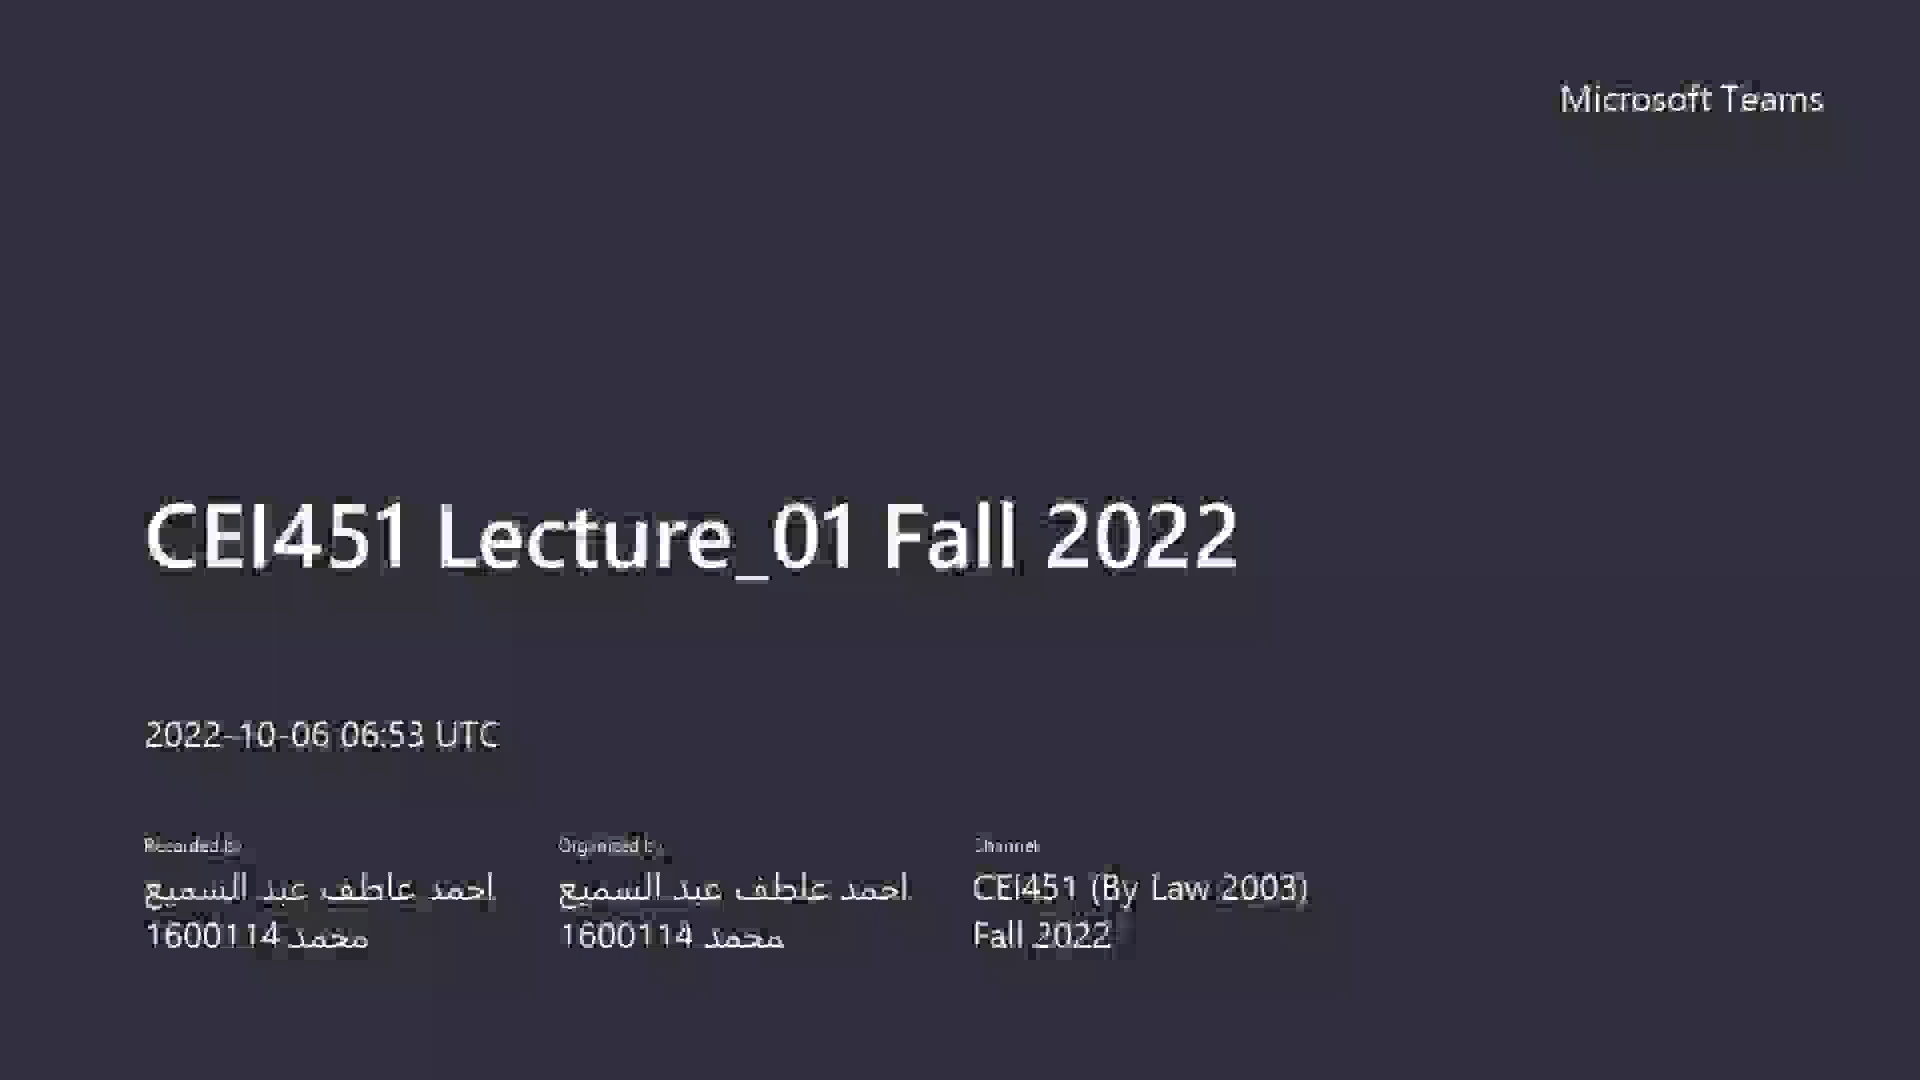 Microsoft Teams
CEI451 Lecture_01 Fall 2022
2022-10-06 06:53 UTC
Recorded by
Organized by
Channel
احمد عاطف عبد السميع
محمد 1600114
احمد عاطف عبد السميع
محمد 1600114
CEI451 (By Law 2003)
Fall 2022